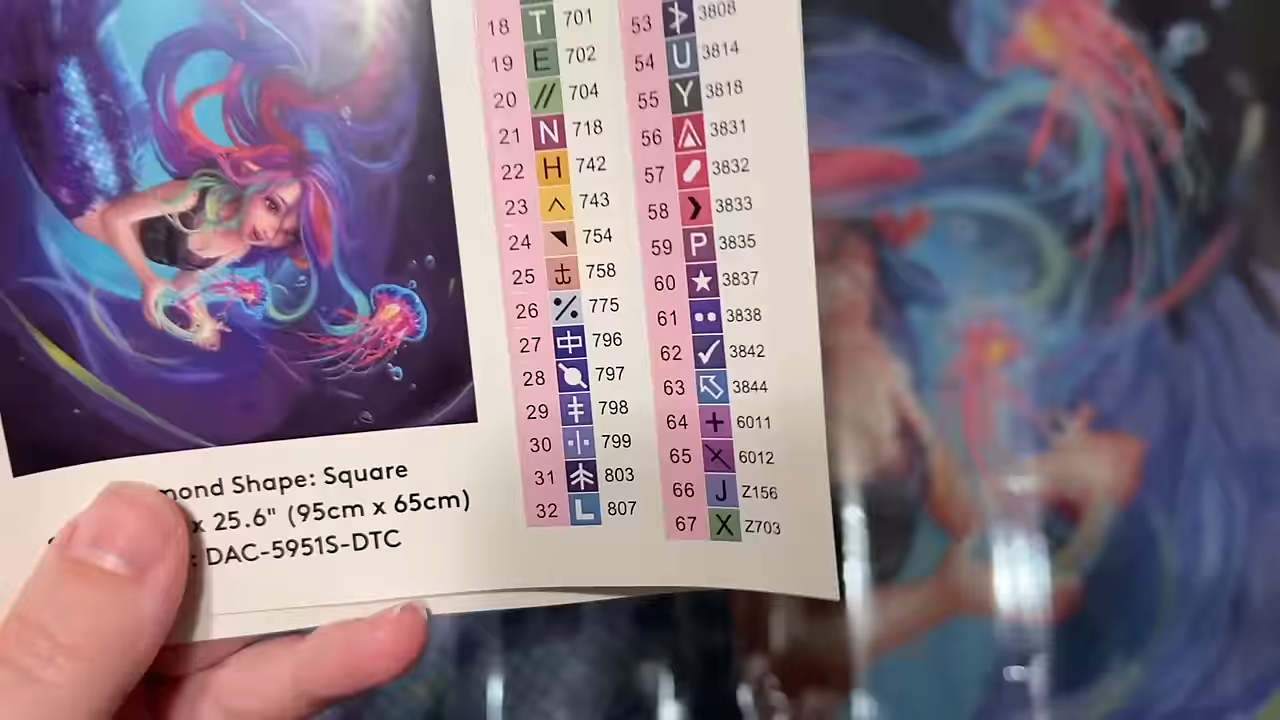 mond Shape: Square
x 25.6" (95cm x 65cm)
: DAC-5951S-DTC
18 T 701
19 E 702
20 // 704
21 N 718
22 H 742
23 ^ 743
24 754
25 758
26 775
27 中 796
28 797
29 798
30 799
31 803
32 L 807
53 3808
54 U 3814
55 Y 3818
56 3831
57 3832
58 3833
59 P 3835
60 ★ 3837
61 3838
62 ✓ 3842
63 3844
64 + 6011
65 6012
66 J Z156
67 X Z703